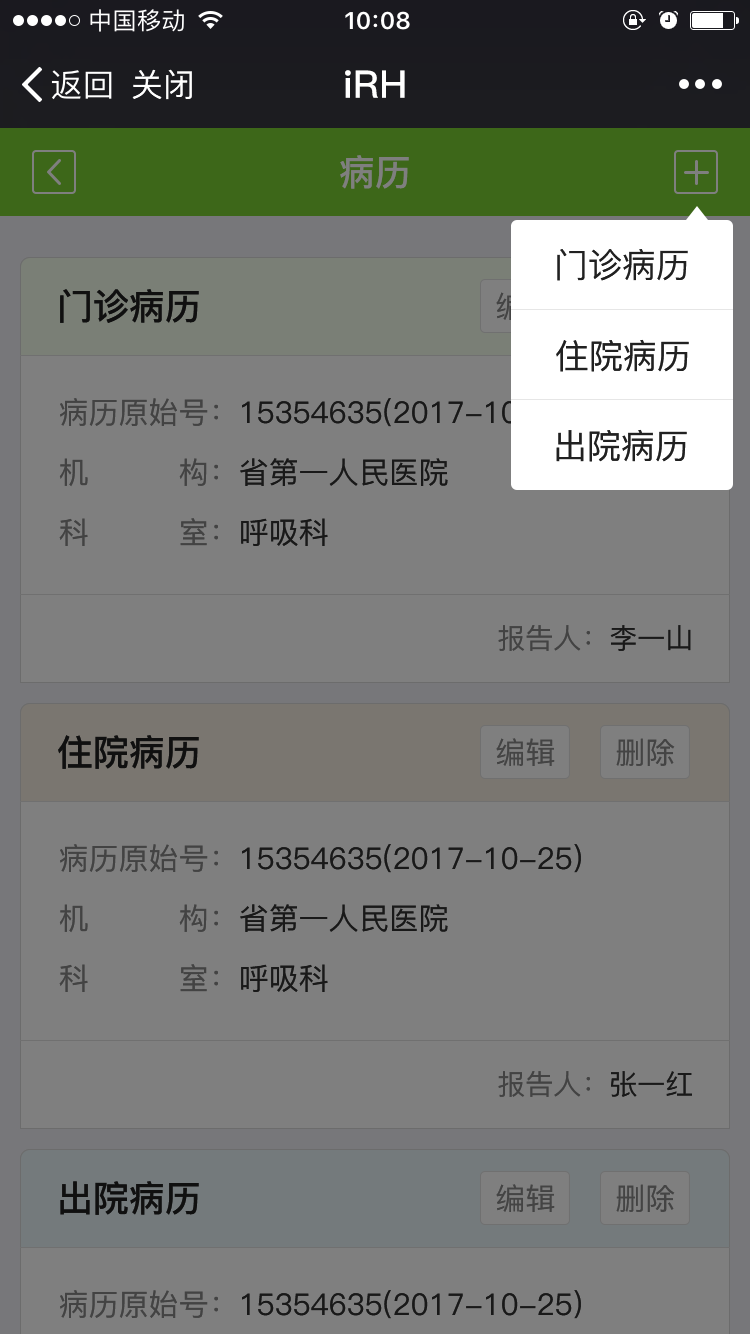 中国移动 10:08
返回 关闭 iRH
病历
门诊病历
住院病历
出院病历
门诊病历
病历原始号： 15354635(2017-10
机 构： 省第一人民医院
科 室： 呼吸科
报告人： 李一山
住院病历 编辑 删除
病历原始号： 15354635(2017-10-25)
机 构： 省第一人民医院
科 室： 呼吸科
报告人： 张一红
出院病历 编辑 删除
病历原始号： 15354635(2017-10-25)